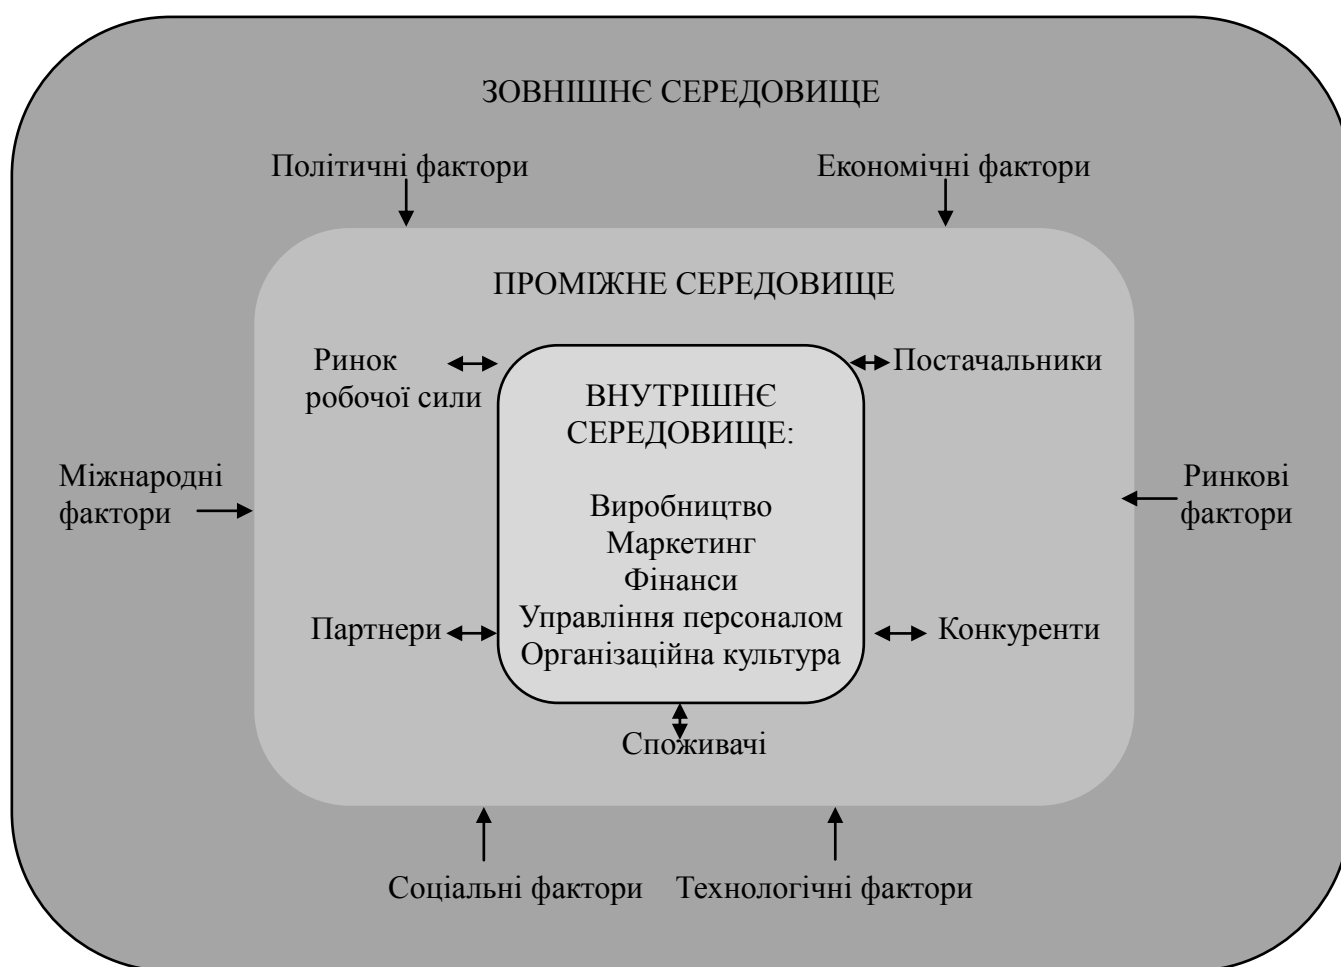 ЗОВНІШНЄ СЕРЕДОВИЩЕ
Політичні фактори
Економічні фактори
ПРОМІЖНЕ СЕРЕДОВИЩЕ
Ринок
робочої сили
Постачальники
ВНУТРІШНЄ
СЕРЕДОВИЩЕ:
Міжнародні
фактори
Ринкові
фактори
Виробництво
Маркетинг
Фінанси
Управління персоналом
Організаційна культура
Партнери
Конкуренти
Споживачі
Соціальні фактори
Технологічні фактори